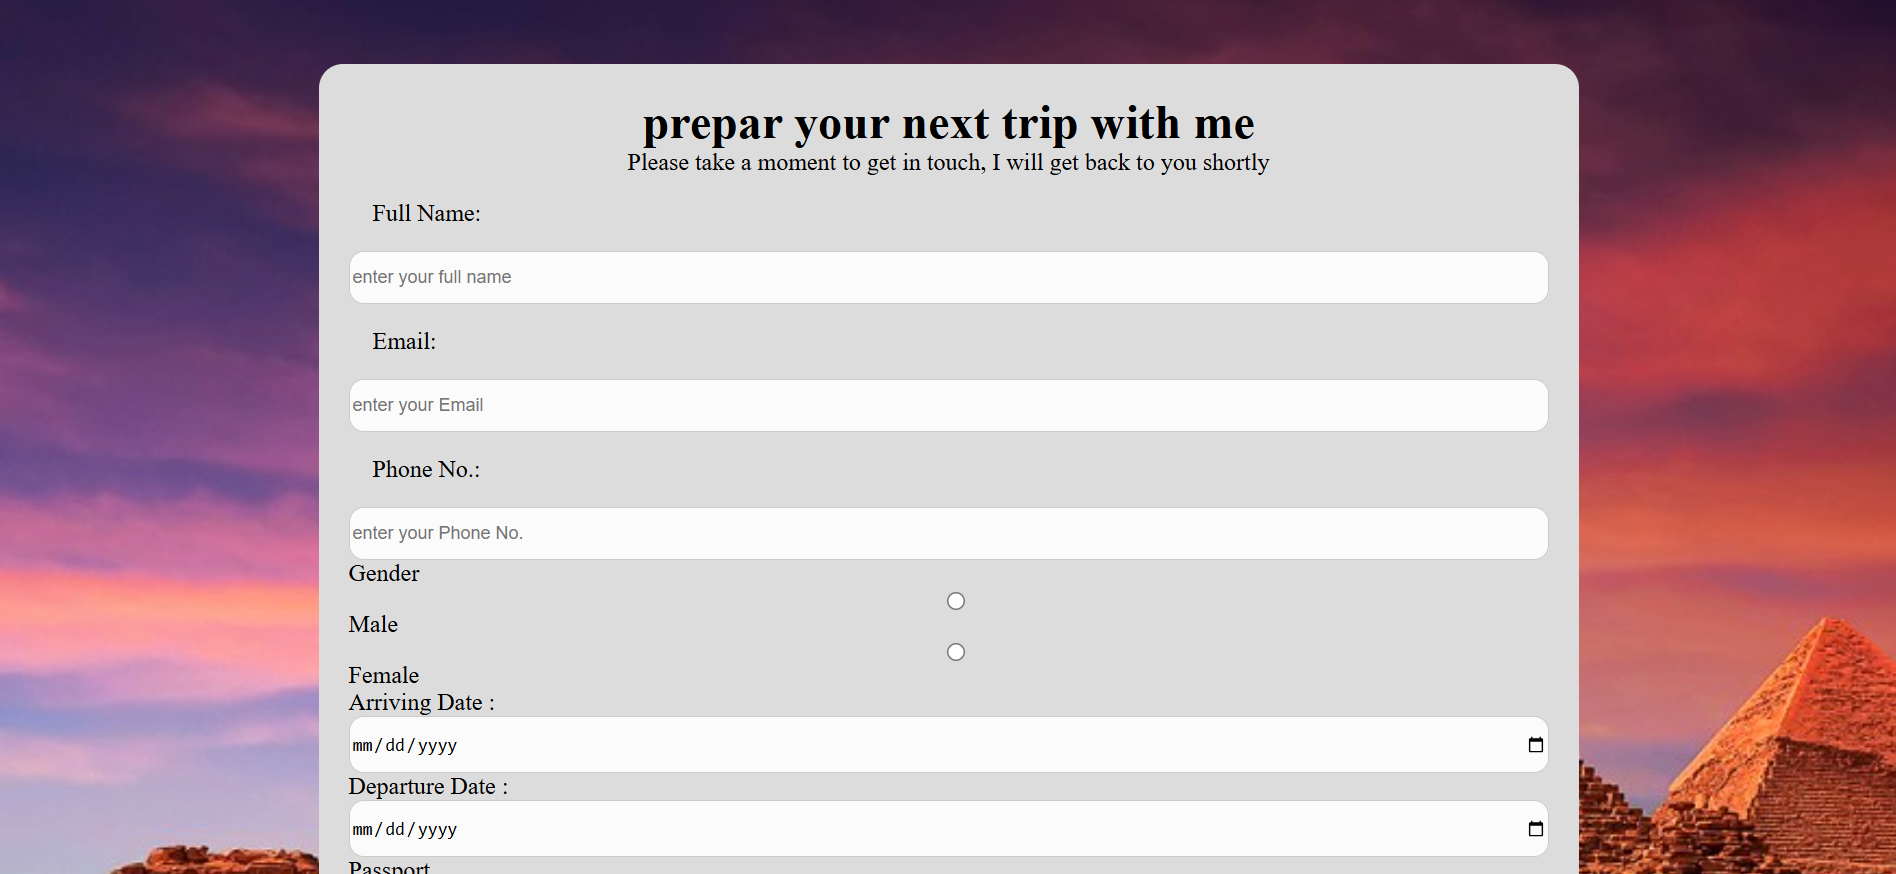 prepar your next trip with me
Please take a moment to get in touch, I will get back to you shortly
Full Name:
enter your full name
Email:
enter your Email
Phone No.:
enter your Phone No.
Gender
Male
Female
Arriving Date :
mm/dd/yyyy
Departure Date :
mm/dd/yyyy
Passport